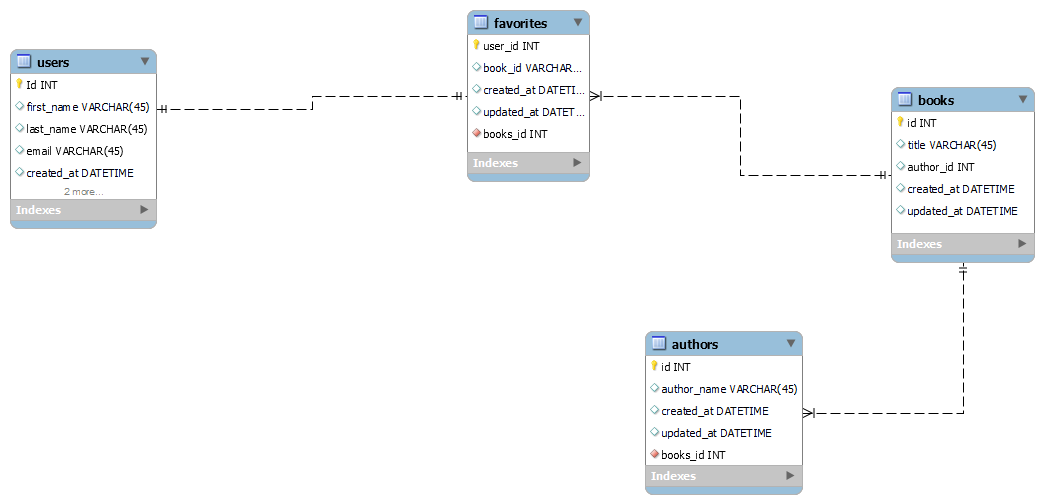 users
Id INT
first_name VARCHAR(45)
last_name VARCHAR(45)
email VARCHAR(45)
created_at DATETIME
2 more...
Indexes
favorites
user_id INT
book_id VARCHAR...
created_at DATETI...
updated_at DATET...
books_id INT
Indexes
books
id INT
title VARCHAR(45)
author_id INT
created_at DATETIME
updated_at DATETIME
Indexes
authors
id INT
author_name VARCHAR(45)
created_at DATETIME
updated_at DATETIME
books_id INT
Indexes